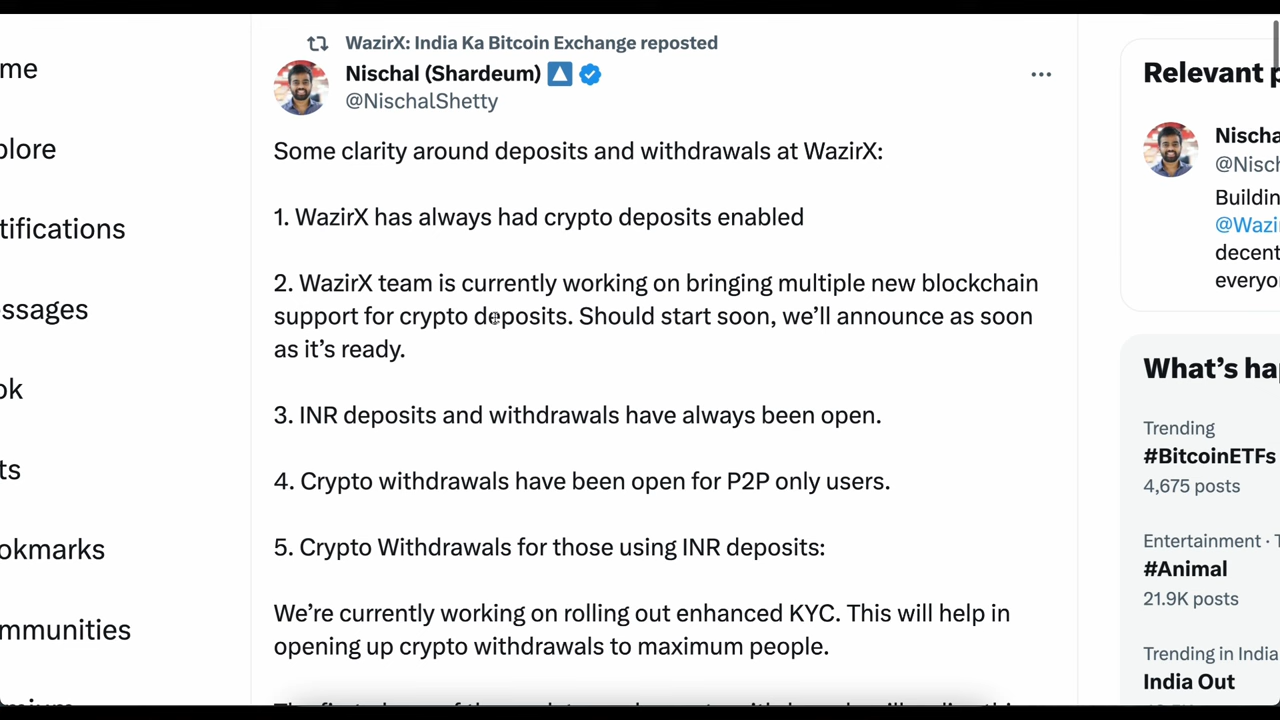 WazirX: India Ka Bitcoin Exchange reposted
Nischal (Shardeum)
@NischalShetty
Some clarity around deposits and withdrawals at WazirX:
1. WazirX has always had crypto deposits enabled
2. WazirX team is currently working on bringing multiple new blockchain
support for crypto deposits. Should start soon, we’ll announce as soon
as it’s ready.
3. INR deposits and withdrawals have always been open.
4. Crypto withdrawals have been open for P2P only users.
5. Crypto Withdrawals for those using INR deposits:
We’re currently working on rolling out enhanced KYC. This will help in
opening up crypto withdrawals to maximum people.
me
plore
tifications
ssages
ok
ts
okmarks
mmunities
Relevant p
Nischa
@Nisch
Buildin
@Wazi
decent
everyo
What’s ha
Trending
#BitcoinETFs
4,675 posts
Entertainment · T
#Animal
21.9K posts
Trending in India
India Out